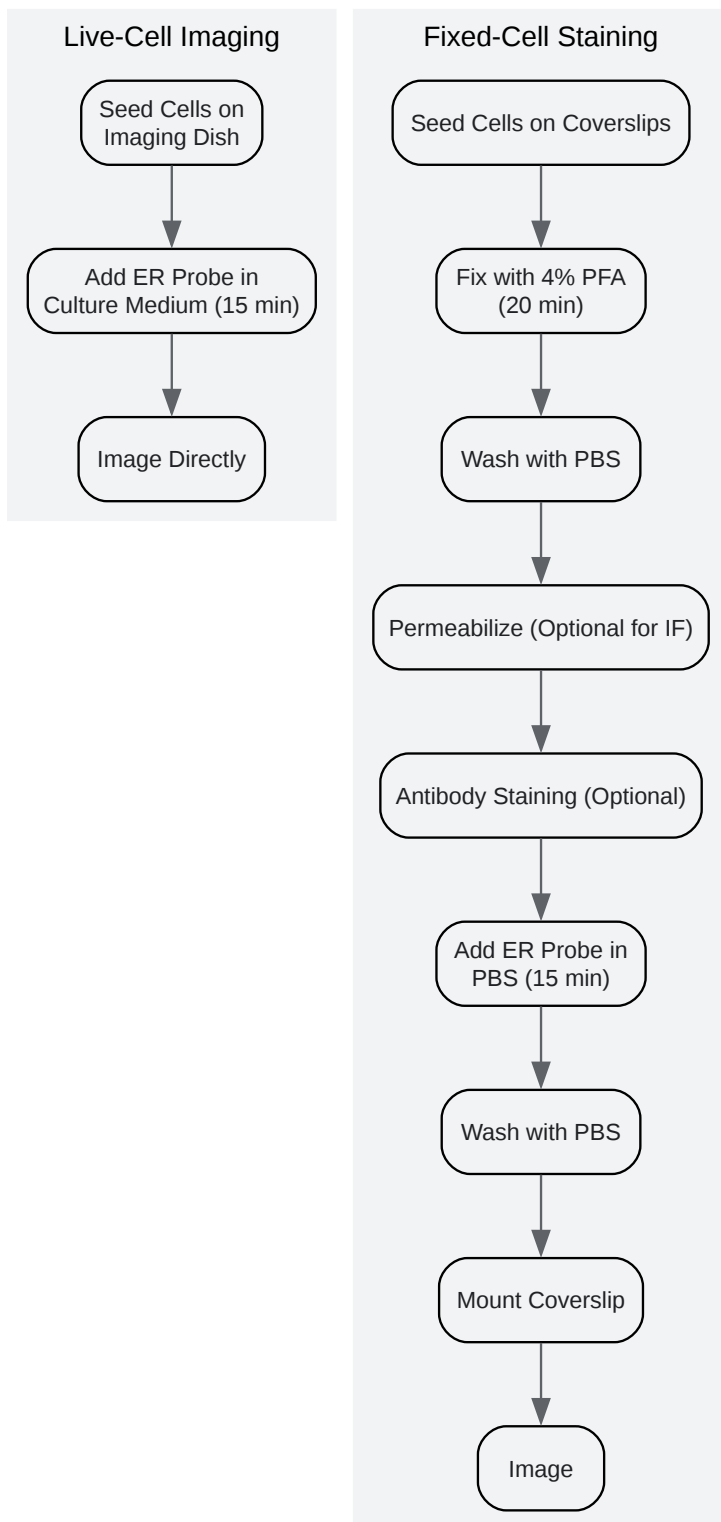 Live-Cell Imaging
Seed Cells on
Imaging Dish
Add ER Probe in
Culture Medium (15 min)
Image Directly
Fixed-Cell Staining
Seed Cells on Coverslips
Fix with 4% PFA
(20 min)
Wash with PBS
Permeabilize (Optional for IF)
Antibody Staining (Optional)
Add ER Probe in
PBS (15 min)
Wash with PBS
Mount Coverslip
Image